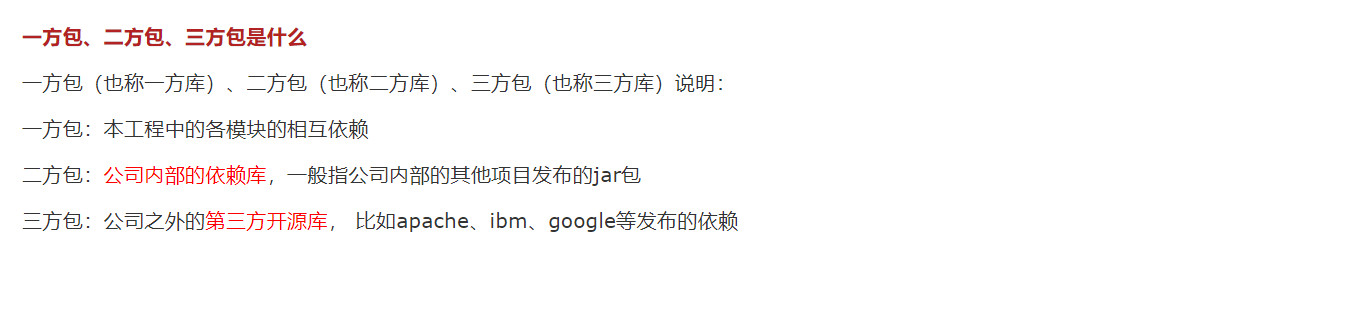 一方包、二方包、三方包是什么
一方包（也称一方库）、二方包（也称二方库）、三方包（也称三方库）说明：
一方包：本工程中的各模块的相互依赖
二方包：公司内部的依赖库，一般指公司内部的其他项目发布的jar包
三方包：公司之外的第三方开源库， 比如apache、ibm、google等发布的依赖